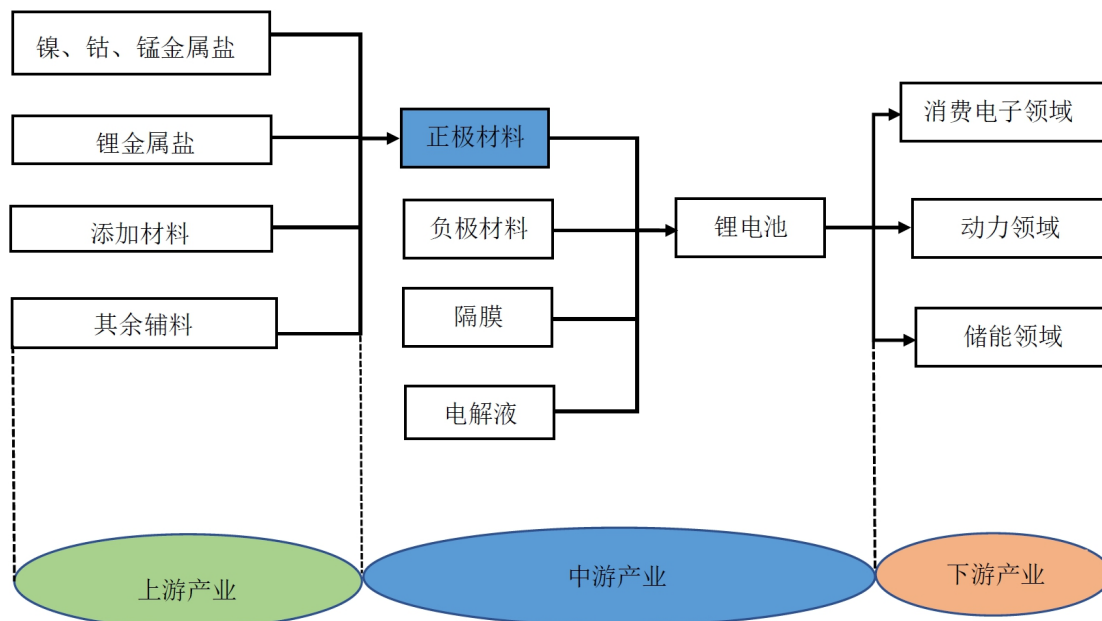 镍、钴、锰金属盐
锂金属盐
添加材料
其余辅料
正极材料
负极材料
隔膜
电解液
锂电池
消费电子领域
动力领域
储能领域
上游产业
中游产业
下游产业